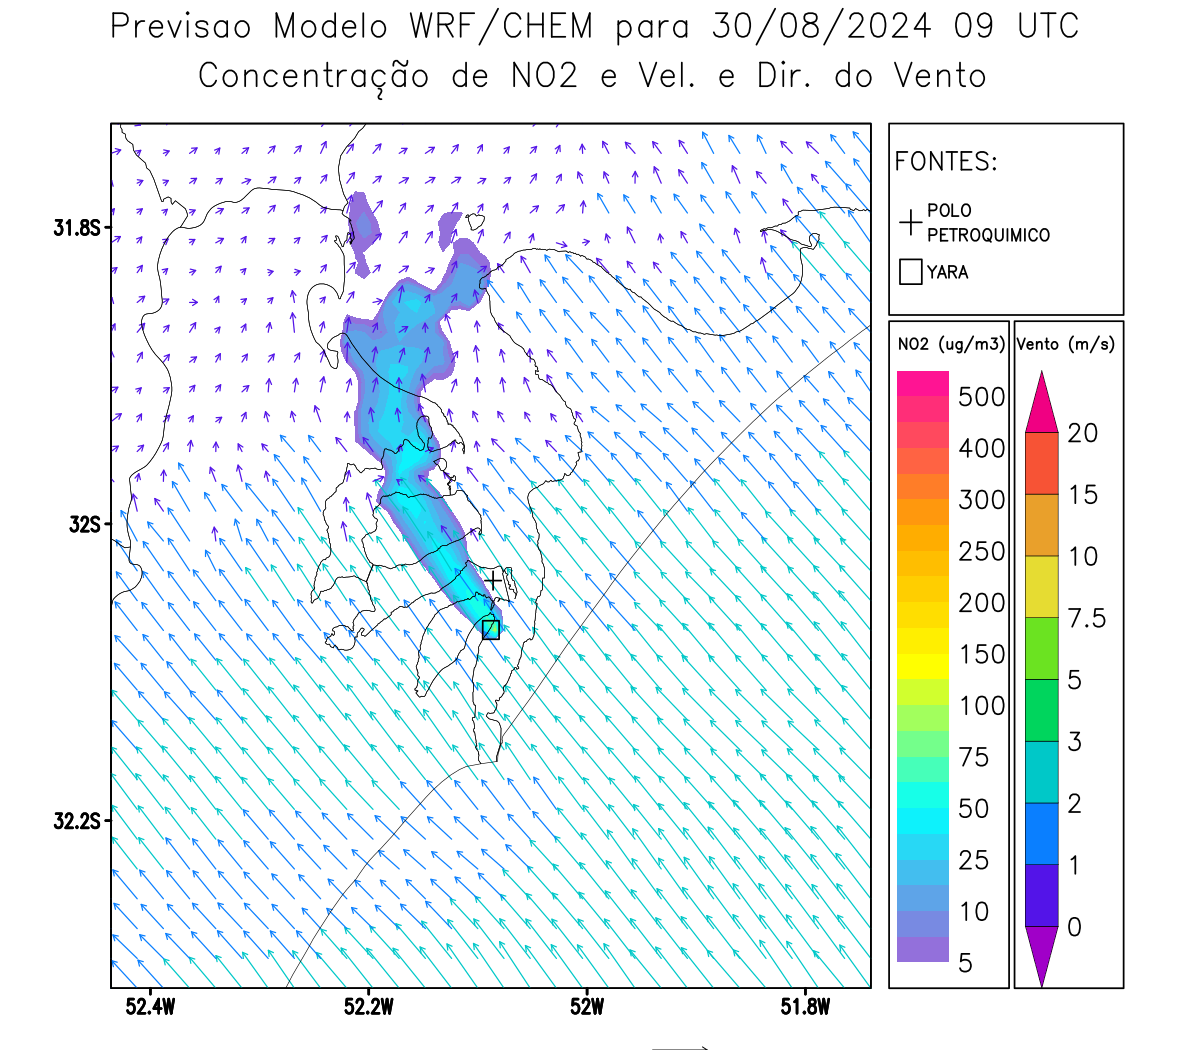 Previsao Modelo WRF/CHEM para 30/08/2024 09 UTC
Concentração de NO2 e Vel. e Dir. do Vento
FONTES:
POLO
PETROQUIMICO
YARA
NO2 (ug/m3)
500
400
300
250
200
150
100
75
50
25
10
5
Vento (m/s)
20
15
10
7.5
5
3
2
1
0
31.8S
32S
32.2S
52.4W
52.2W
52W
51.8W